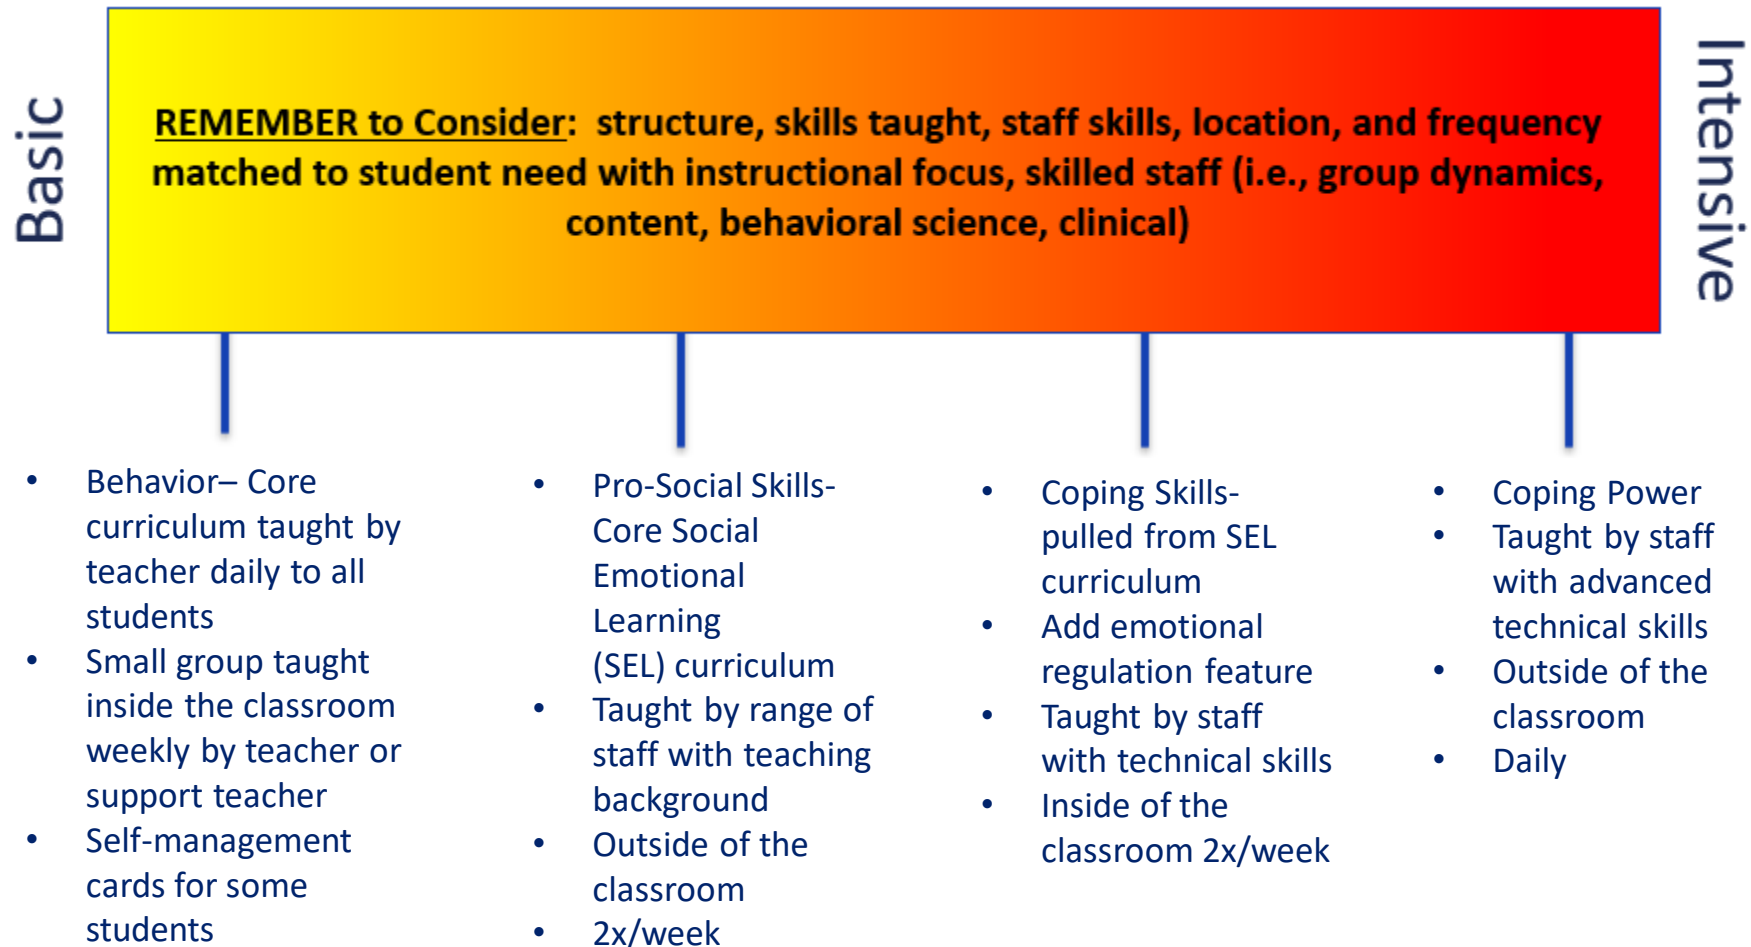 Basic
REMEMBER to Consider:  structure, skills taught, staff skills, location, and frequency
matched to student need with instructional focus, skilled staff (i.e., group dynamics,
content, behavioral science, clinical)
Intensive
• Behavior– Core
curriculum taught by
teacher daily to all
students
• Small group taught
inside the classroom
weekly by teacher or
support teacher
• Self-management
cards for some
students
• Pro-Social Skills-
Core Social
Emotional
Learning
(SEL) curriculum
• Taught by range of
staff with teaching
background
• Outside of the
classroom
• 2x/week
• Coping Skills-
pulled from SEL
curriculum
• Add emotional
regulation feature
• Taught by staff
with technical skills
• Inside of the
classroom 2x/week
• Coping Power
• Taught by staff
with advanced
technical skills
• Outside of the
classroom
• Daily